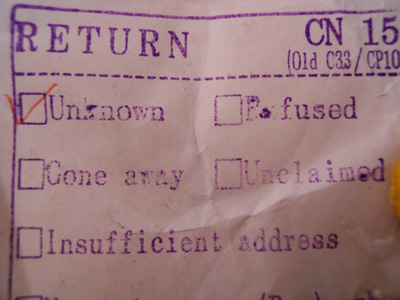 RETURN CN 15
(Old C33/CP10
Unknown Refused
Gone away Unclaimed
Insufficient address